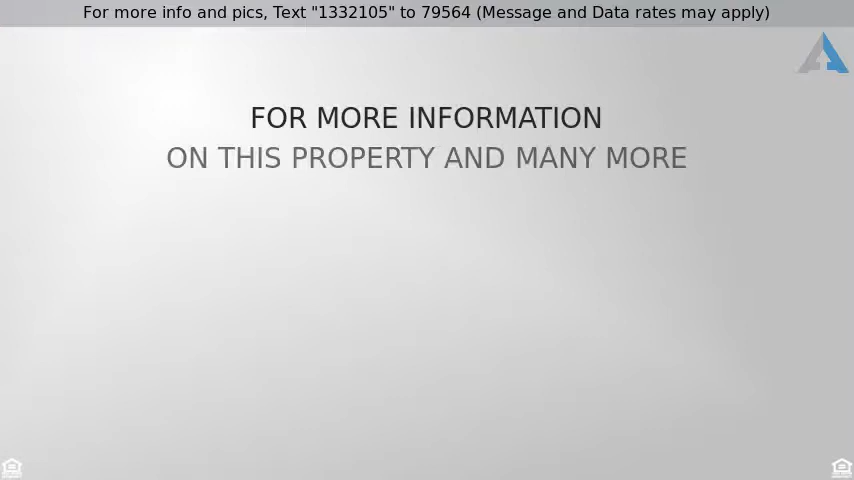 For more info and pics, Text "1332105" to 79564 (Message and Data rates may apply)
FOR MORE INFORMATION
ON THIS PROPERTY AND MANY MORE